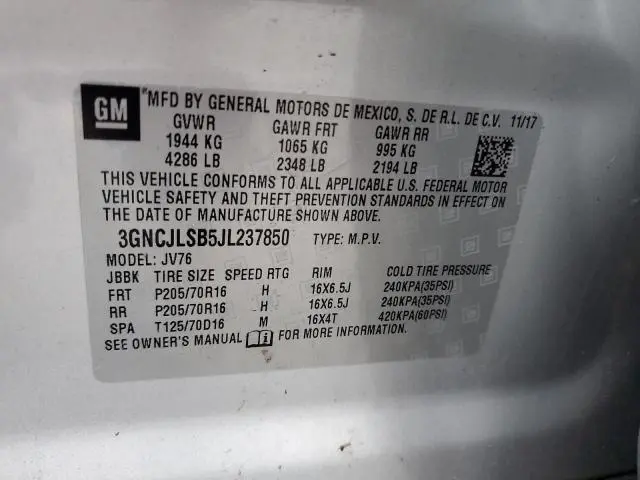 GM
MFD BY GENERAL MOTORS DE MEXICO, S. DE R.L. DE C.V. 11/17
GVWR GAWR FRT GAWR RR
1944 KG 1065 KG 995 KG
4286 LB 2348 LB 2194 LB
THIS VEHICLE CONFORMS TO ALL APPLICABLE U.S. FEDERAL MOTOR
VEHICLE SAFETY AND THEFT PREVENTION STANDARDS IN EFFECT ON
THE DATE OF MANUFACTURE SHOWN ABOVE.
3GNCJLSB5JL237850 TYPE: M.P.V.
MODEL: JV76
JBBK TIRE SIZE SPEED RTG RIM COLD TIRE PRESSURE
FRT P205/70R16 H 16X6.5J 240KPA(35PSI)
RR P205/70R16 H 16X6.5J 240KPA(35PSI)
SPA T125/70D16 M 16X4T 420KPA(60PSI)
SEE OWNER'S MANUAL FOR MORE INFORMATION.